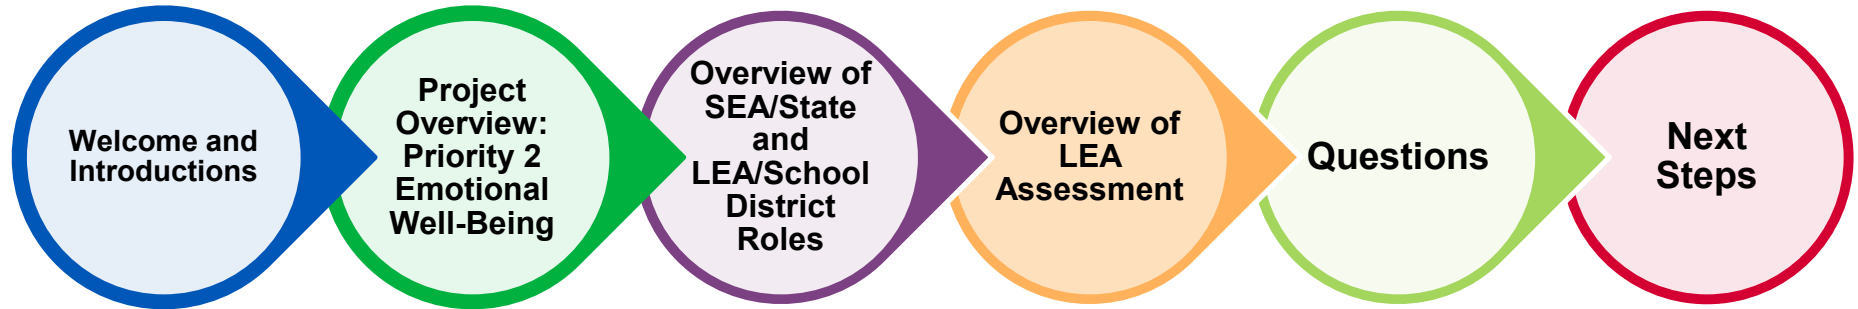 Welcome and
Introductions
Project
Overview:
Priority 2
Emotional
Well-Being
Overview of
SEA/State
and
LEA/School
District
Roles
Overview of
LEA
Assessment
Questions
Next
Steps